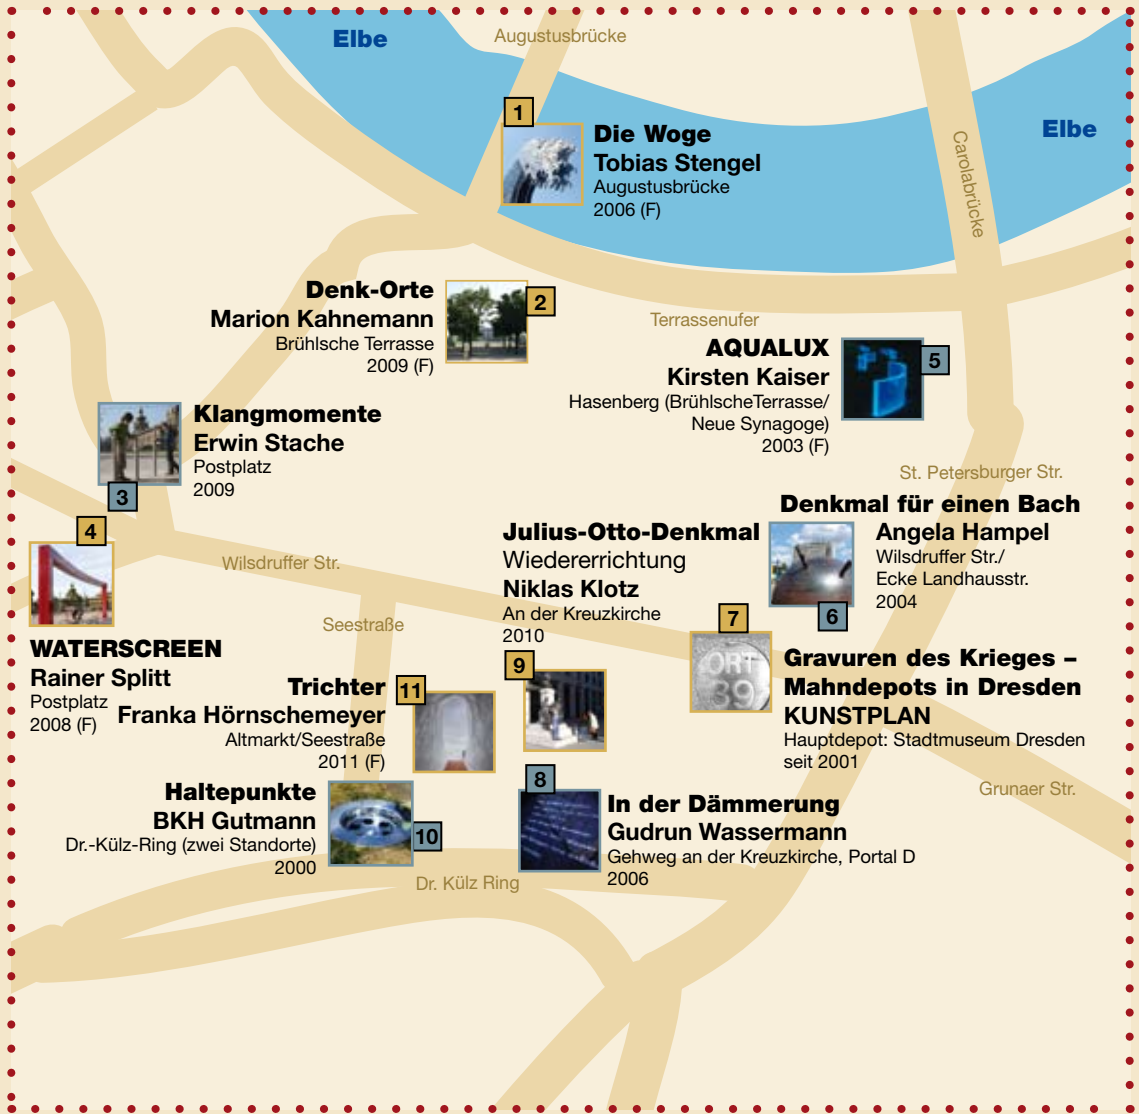 Elbe
Augustusbrücke
1
Die Woge
Tobias Stengel
Augustusbrücke
2006 (F)
Elbe
Carolabrücke
Denk-Orte
Marion Kahnemann
Brühlsche Terrasse
2009 (F)
2
Terrassenufer
AQUALUX
Kirsten Kaiser
Hasenberg (BrühlscheTerrasse/
Neue Synagoge)
2003 (F)
5
Klangmomente
Erwin Stache
Postplatz
2009
3
St. Petersburger Str.
4
WATERSCREEN
Rainer Splitt
Postplatz
2008 (F)
Wilsdruffer Str.
Seestraße
Julius-Otto-Denkmal
Wiedererrichtung
Niklas Klotz
An der Kreuzkirche
2010
9
Denkmal für einen Bach
Angela Hampel
Wilsdruffer Str./
Ecke Landhausstr.
2004
6
7
ORT
39
Gravuren des Krieges –
Mahndepots in Dresden
KUNSTPLAN
Hauptdepot: Stadtmuseum Dresden
seit 2001
Trichter
Franka Hörnschemeyer
Altmarkt/Seestraße
2011 (F)
11
Grunaer Str.
Haltepunkte
BKH Gutmann
Dr.-Külz-Ring (zwei Standorte)
2000
10
8
In der Dämmerung
Gudrun Wassermann
Gehweg an der Kreuzkirche, Portal D
2006
Dr. Külz Ring